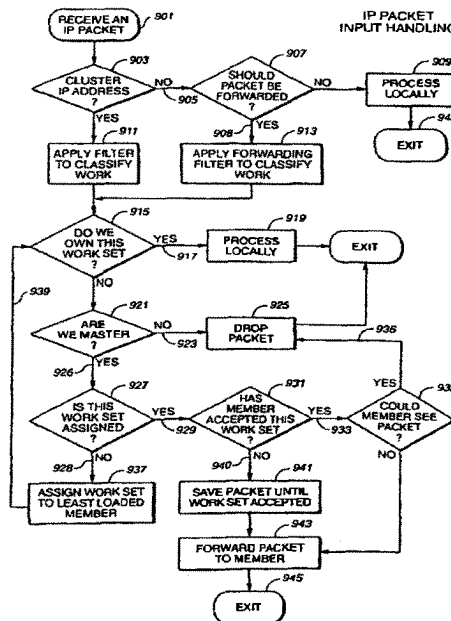 IP PACKET
INPUT HANDLING
RECEIVE AN
IP PACKET
901
903
CLUSTER
IP ADDRESS
?
NO
905
YES
907
SHOULD
PACKET BE
FORWARDED
?
NO
908
YES
909
PROCESS
LOCALLY
EXIT
911
APPLY FILTER
TO CLASSIFY
WORK
913
APPLY FORWARDING
FILTER TO CLASSIFY
WORK
915
DO WE
OWN THIS
WORK SET
?
YES
917
NO
919
PROCESS
LOCALLY
EXIT
939
921
ARE
WE MASTER
?
NO
923
926
YES
925
DROP
PACKET
936
927
IS THIS
WORK SET
ASSIGNED
?
YES
929
928
NO
931
HAS
MEMBER
ACCEPTED THIS
WORK SET
?
YES
933
940
NO
COULD
MEMBER SEE
PACKET
?
YES
NO
937
ASSIGN WORK SET
TO LEAST LOADED
MEMBER
941
SAVE PACKET UNTIL
WORK SET ACCEPTED
943
FORWARD PACKET
TO MEMBER
945
EXIT